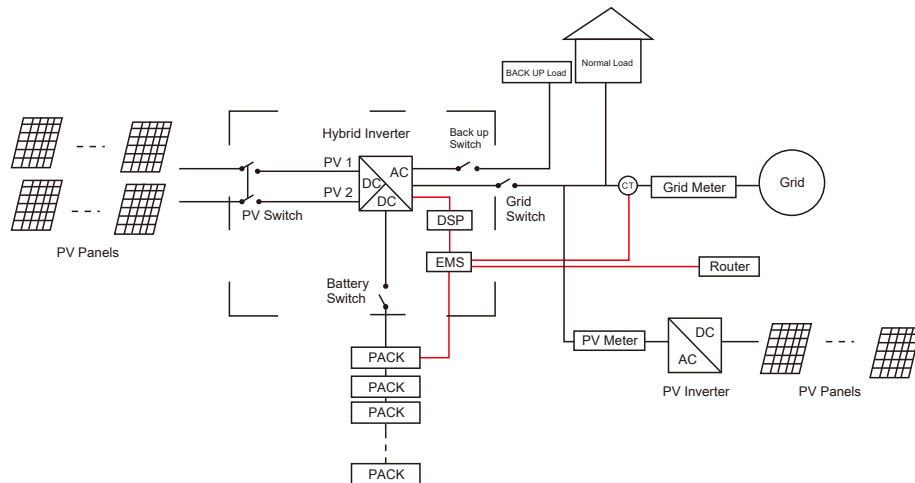 BACK UP Load
Normal Load
Hybrid Inverter
Back up
Switch
PV 1
AC
DC
PV 2
DC
PV Switch
PV Panels
Grid
Switch
CT
Grid Meter
Grid
DSP
EMS
Router
Battery
Switch
PACK
PACK
PACK
PACK
PV Meter
DC
AC
PV Inverter
PV Panels